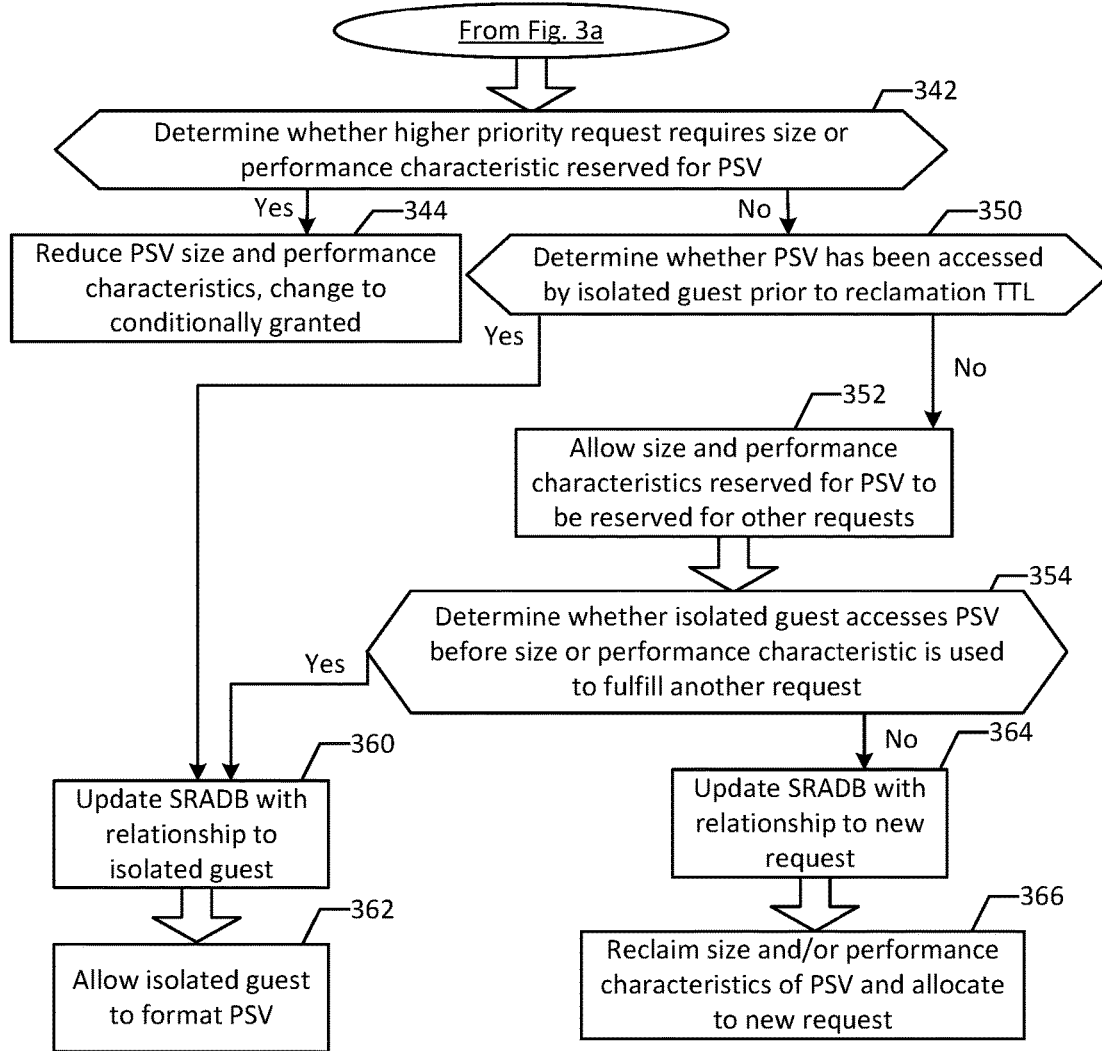 From Fig. 3a
342
Determine whether higher priority request requires size or
performance characteristic reserved for PSV
Yes
344
No
350
Reduce PSV size and performance
characteristics, change to
conditionally granted
Determine whether PSV has been accessed
by isolated guest prior to reclamation TTL
Yes
No
352
Allow size and performance
characteristics reserved for PSV to
be reserved for other requests
354
Determine whether isolated guest accesses PSV
before size or performance characteristic is used
to fulfill another request
Yes
No
360
Update SRADB with
relationship to
isolated guest
364
Update SRADB with
relationship to new
request
362
Allow isolated guest
to format PSV
366
Reclaim size and/or performance
characteristics of PSV and allocate
to new request